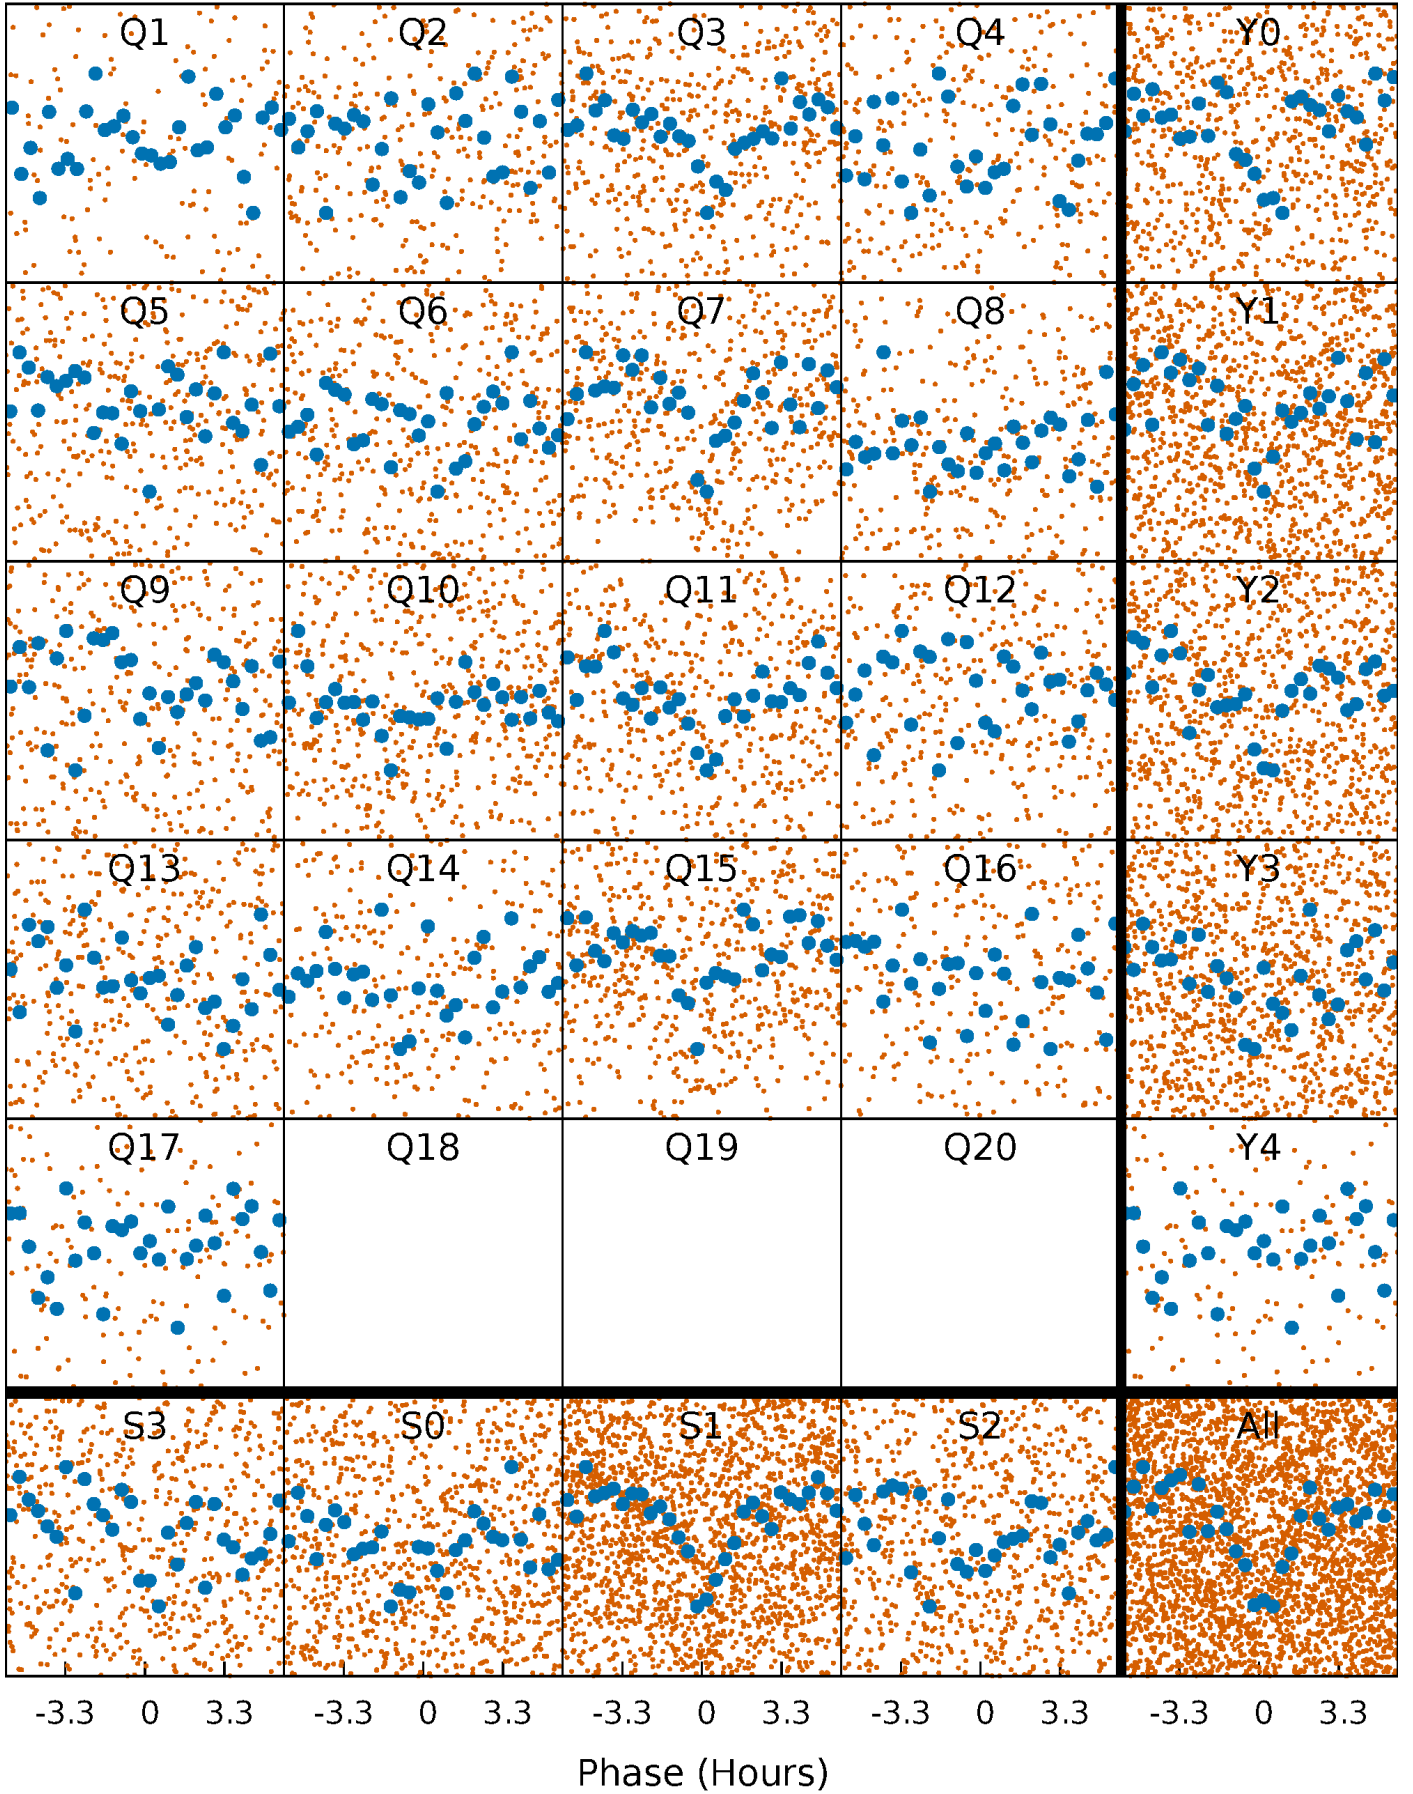 Q1 Q2 Q3 Q4 Y0
Q5 Q6 Q7 Q8 Y1
Q9 Q10 Q11 Q12 Y2
Q13 Q14 Q15 Q16 Y3
Q17 Q18 Q19 Q20 Y4
S3 S0 S1 S2 All
-3.3 0 3.3 -3.3 0 3.3 -3.3 0 3.3 -3.3 0 3.3 -3.3 0 3.3
Phase (Hours)